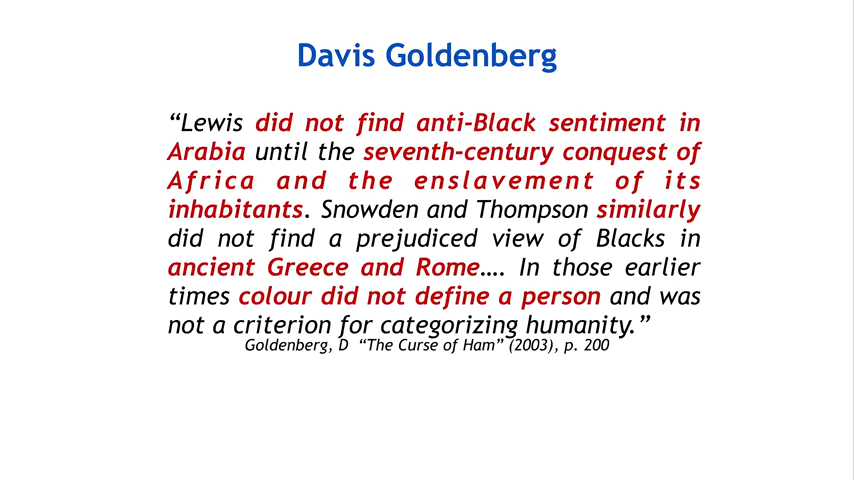 Davis Goldenberg
“Lewis did not find anti-Black sentiment in
Arabia until the seventh-century conquest of
Africa and the enslavement of its
inhabitants. Snowden and Thompson similarly
did not find a prejudiced view of Blacks in
ancient Greece and Rome…. In those earlier
times colour did not define a person and was
not a criterion for categorizing humanity.”
Goldenberg, D “The Curse of Ham” (2003), p. 200